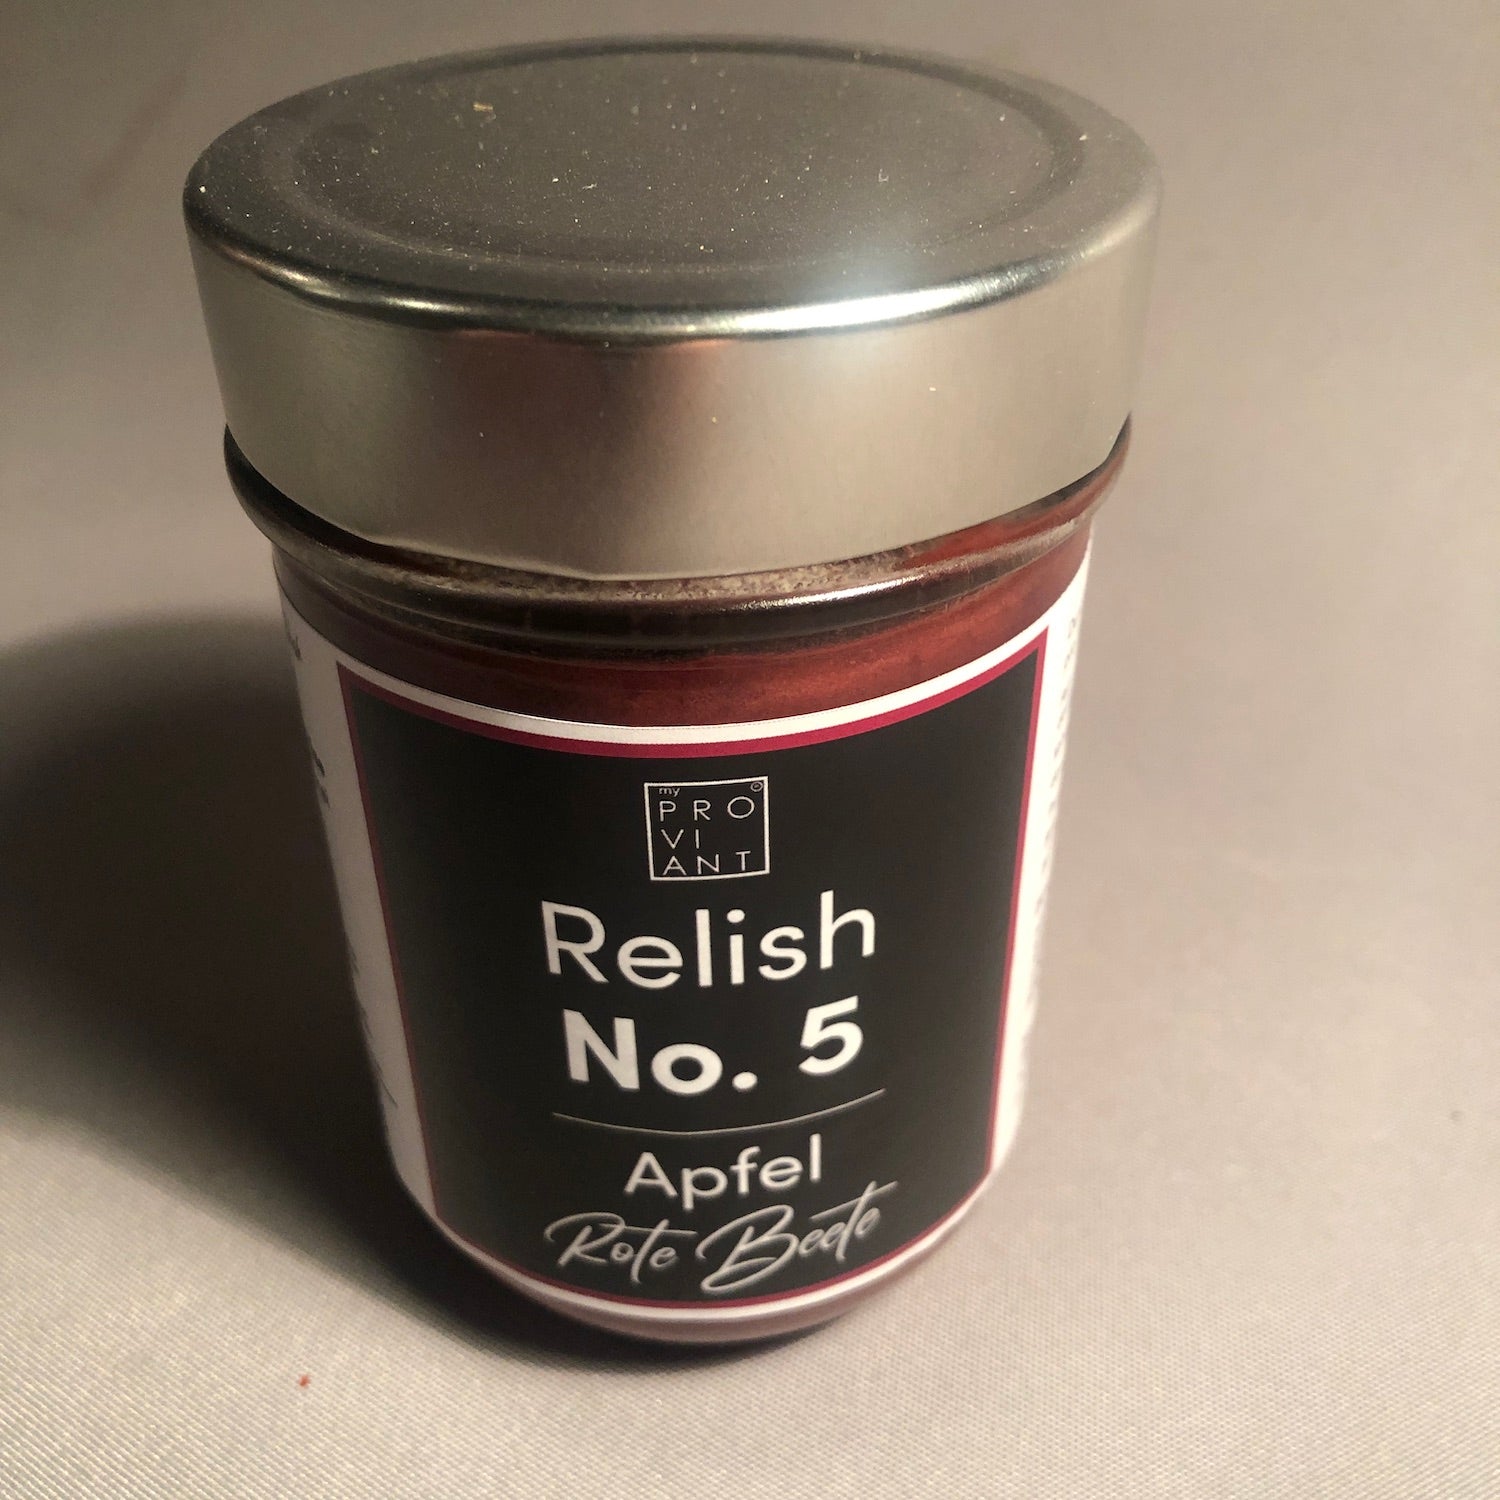 my
PRO
VI
ANT
Relish
No. 5
Apfel
Rote Beete